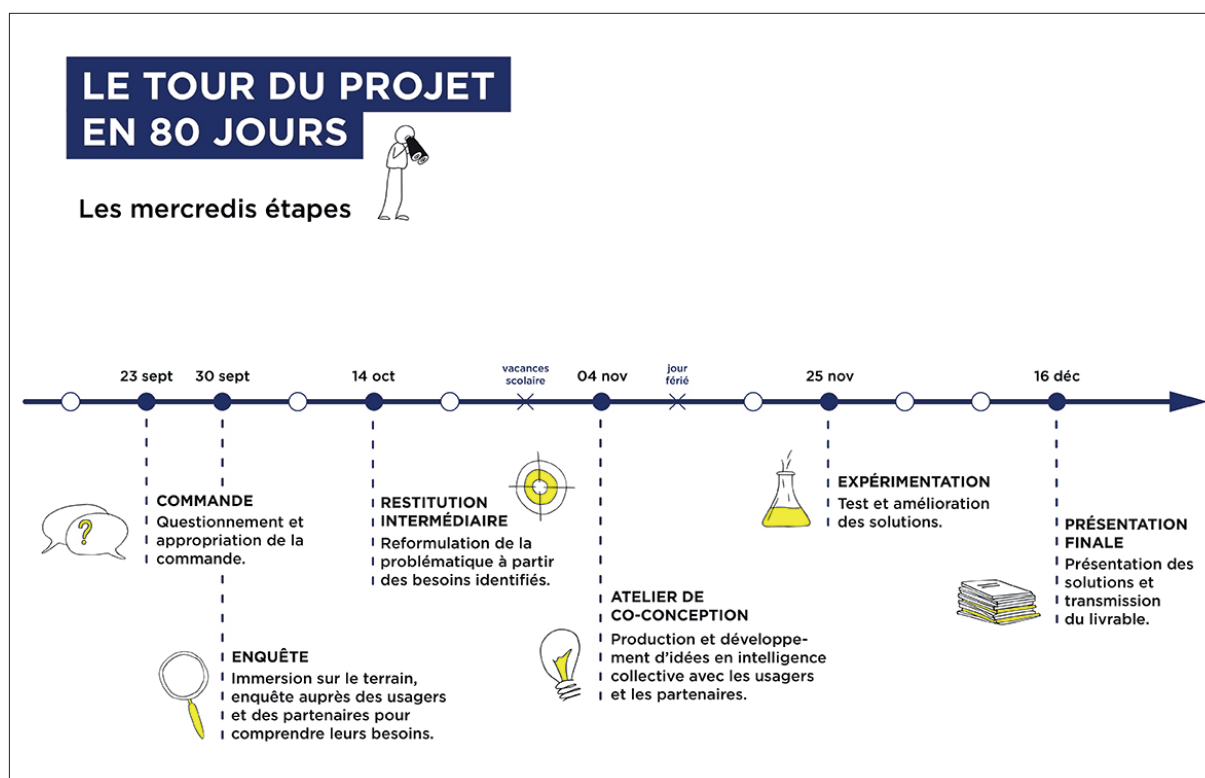 LE TOUR DU PROJET
EN 80 JOURS
Les mercredis étapes
23 sept
30 sept
14 oct
vacances
scolaire
04 nov
jour
férié
25 nov
16 déc
?
COMMANDE
Questionnement et
appropriation de la
commande.
ENQUÊTE
Immersion sur le terrain,
enquête auprès des usagers
et des partenaires pour
comprendre leurs besoins.
RESTITUTION
INTERMÉDIAIRE
Reformulation de la
problématique à partir
des besoins identifiés.
ATELIER DE
CO-CONCEPTION
Production et développe-
ment d'idées en intelligence
collective avec les usagers
et les partenaires.
EXPÉRIMENTATION
Test et amélioration
des solutions.
PRÉSENTATION
FINALE
Présentation des
solutions et
transmission
du livrable.